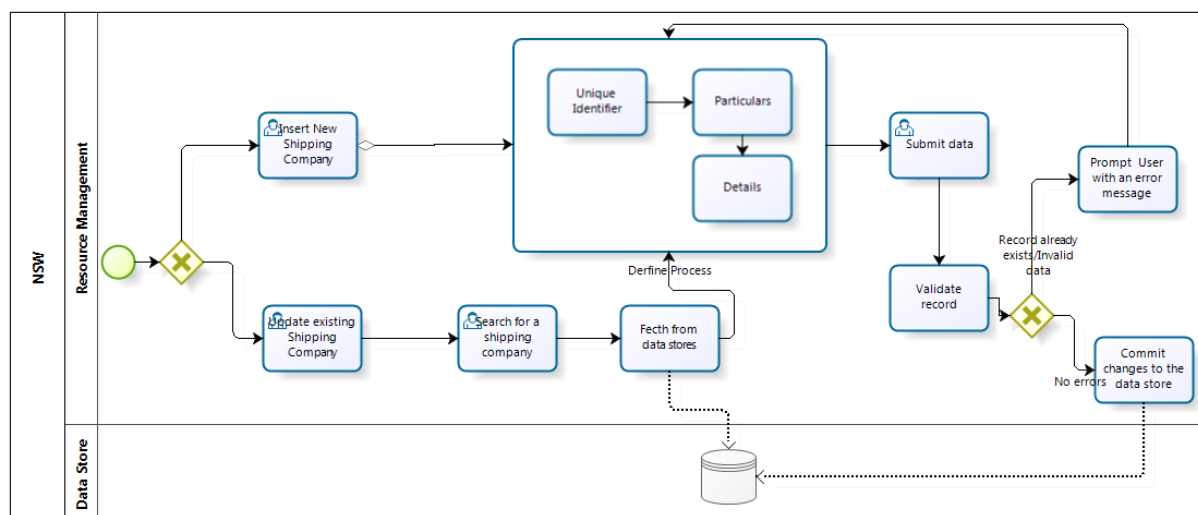 NSW
Resource Management
Data Store
Insert New
Shipping
Company
Unique
Identifier
Particulars
Details
Submit data
Prompt User
with an error
message
Record already
exists/Invalid
data
Derfine Process
Update existing
Shipping
Company
Search for a
shipping
company
Fecth from
data stores
Validate
record
No errors
Commit
changes to the
data store